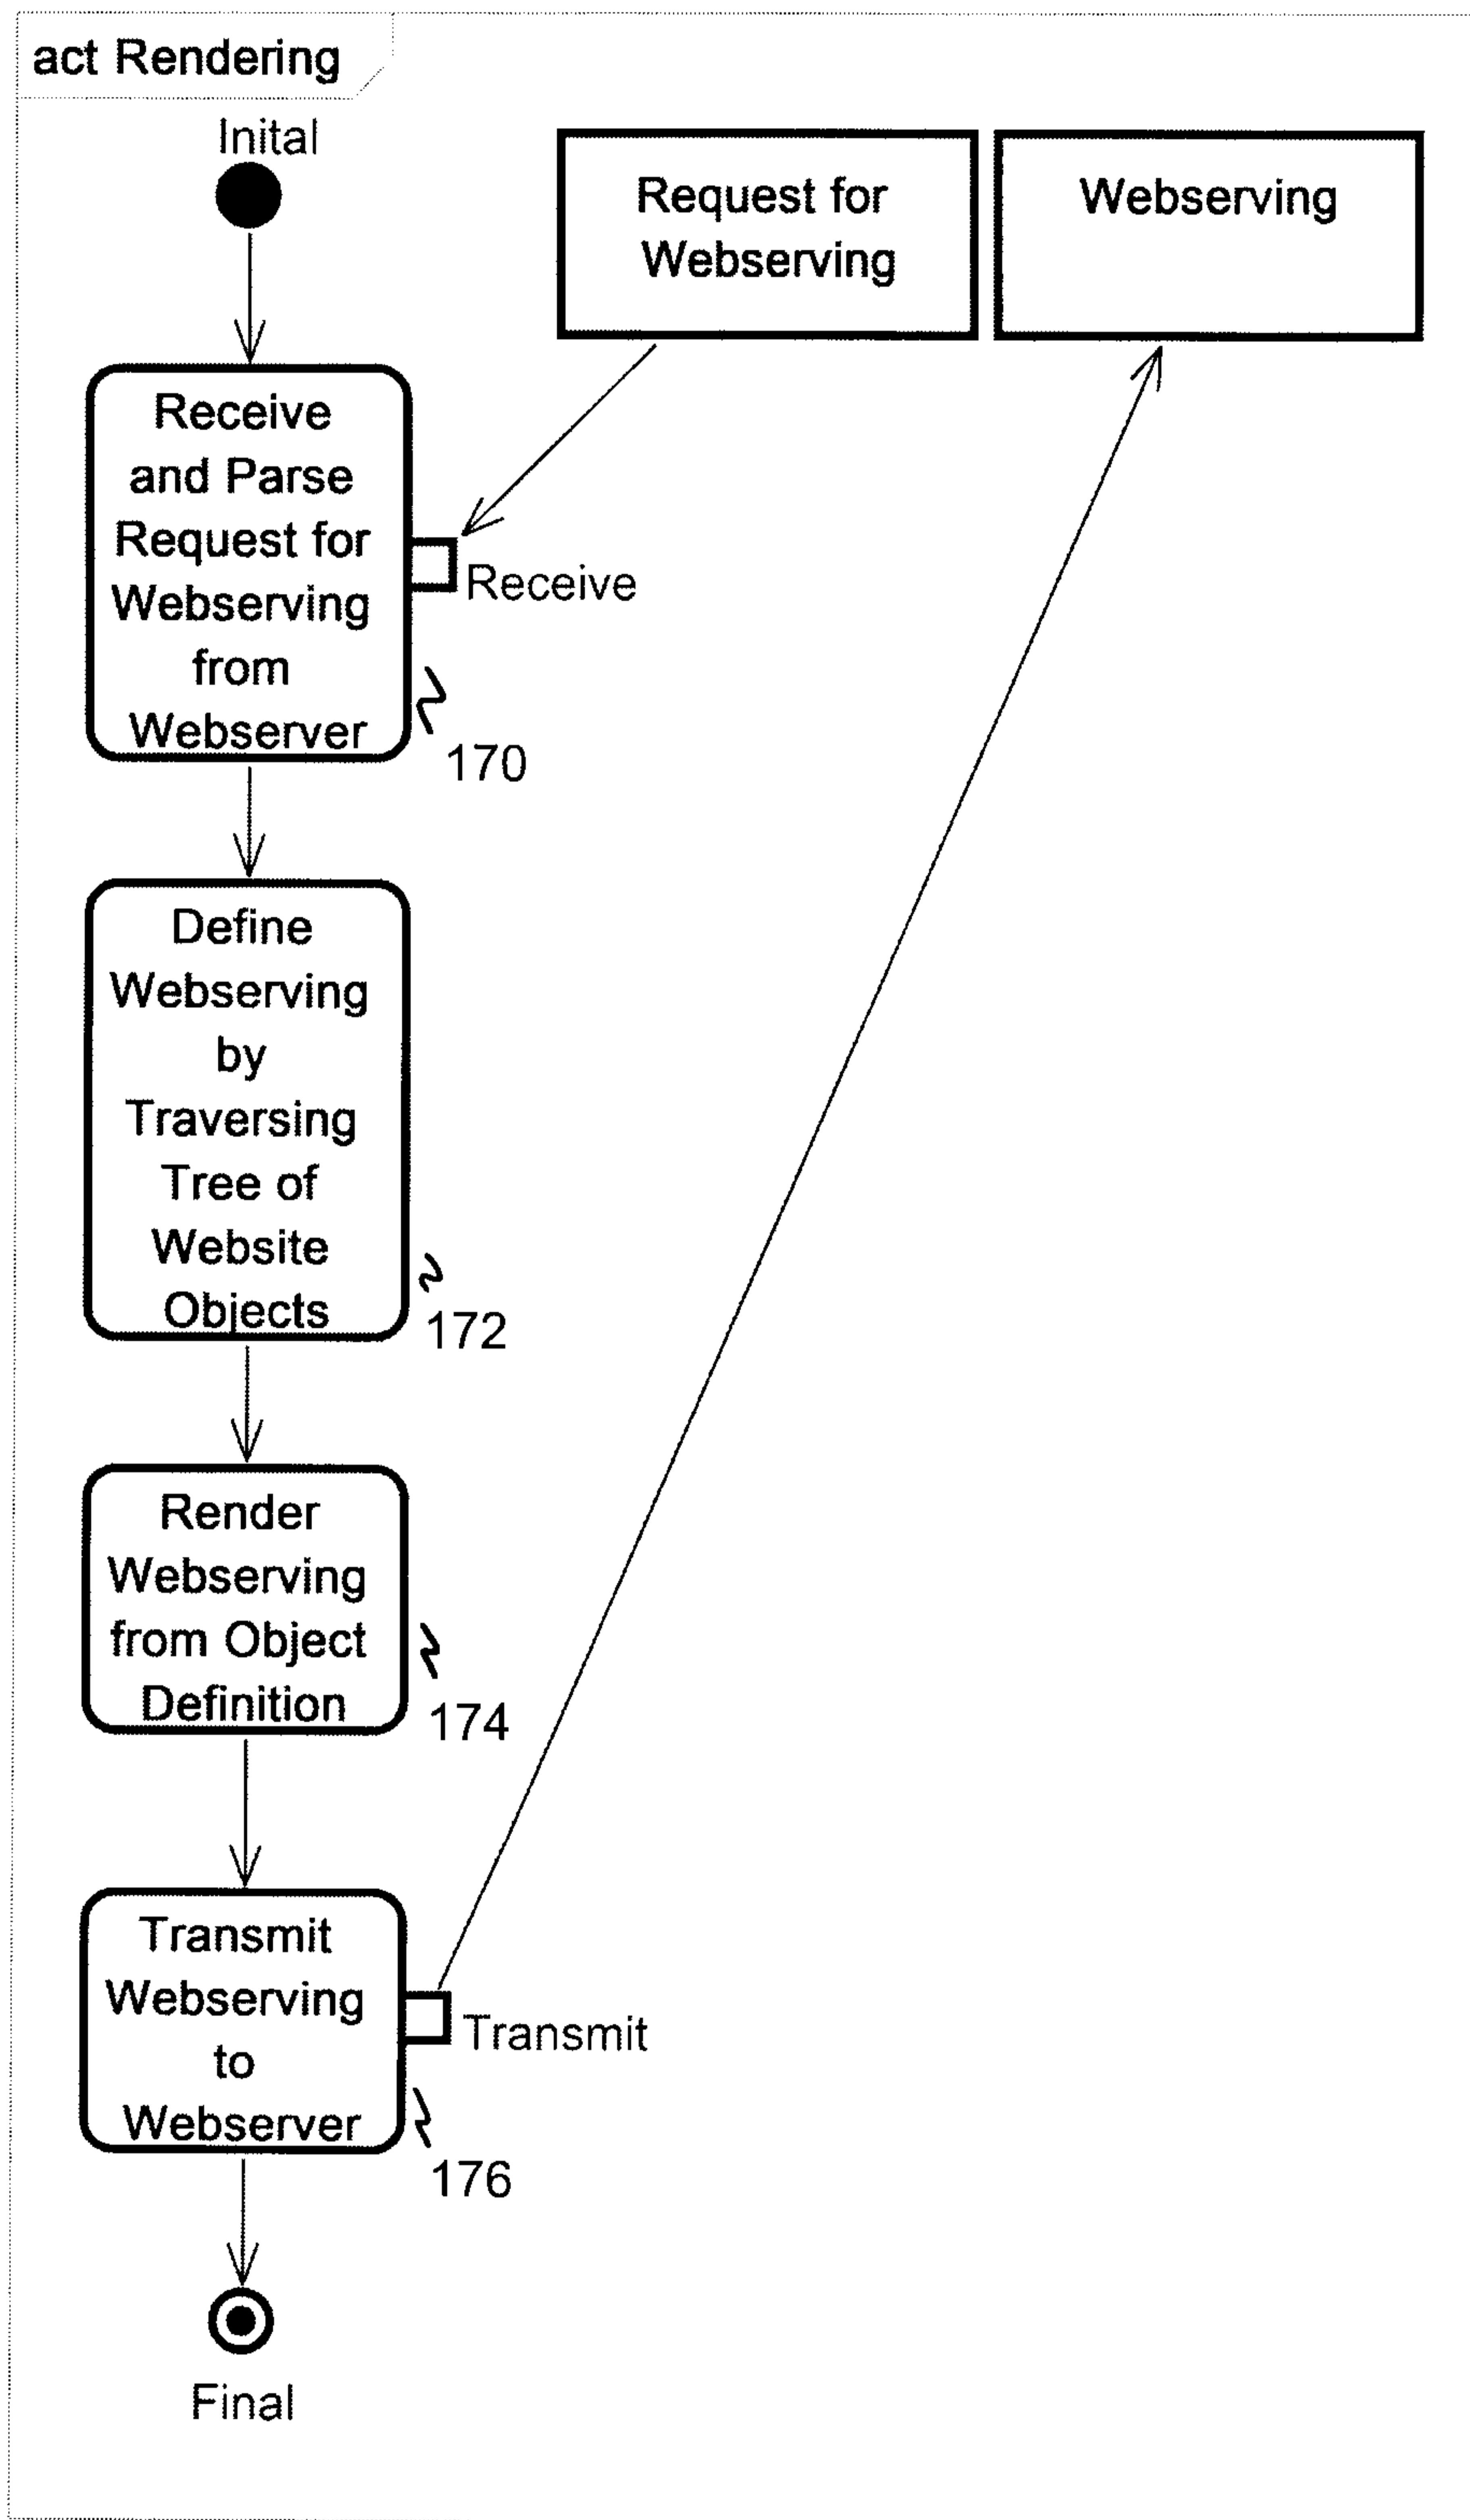 act Rendering
Inital
Request for
Webserving
Webserving
Receive
and Parse
Request for
Webserving
from
Webserver
Receive
170
Define
Webserving
by
Traversing
Tree of
Website
Objects
172
Render
Webserving
from Object
Definition
174
Transmit
Webserving
to
Webserver
Transmit
176
Final